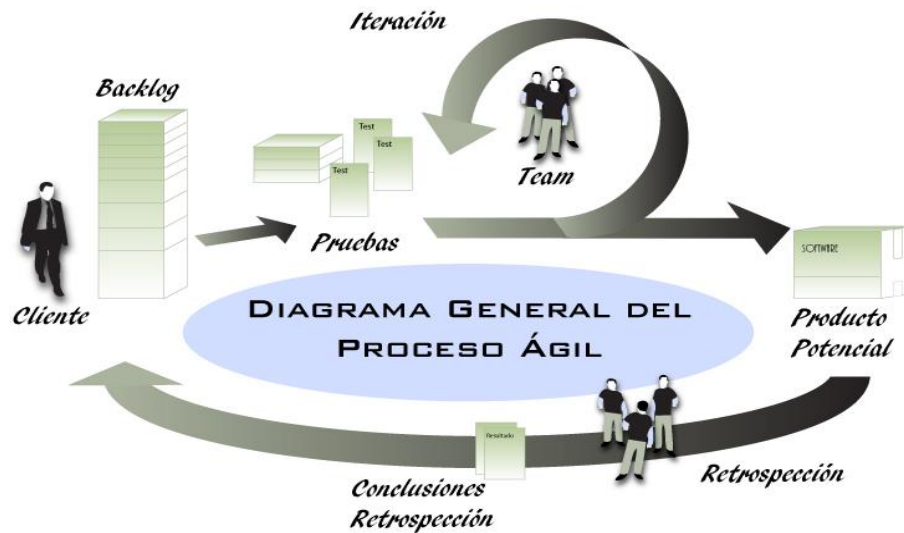 Iteración
Backlog
Test
Test
Test
Team
Pruebas
SOFTWARE
Cliente
DIAGRAMA GENERAL DEL
PROCESO ÁGIL
Producto
Potencial
Resultado
Retrospección
Conclusiones
Retrospección